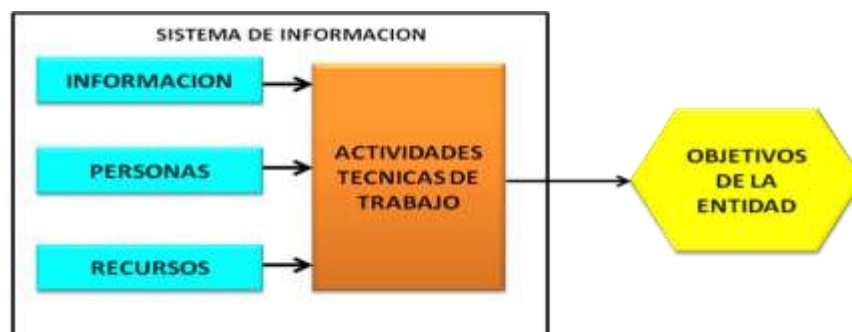 SISTEMA DE INFORMACION
INFORMACION
PERSONAS
RECURSOS
ACTIVIDADES
TECNICAS DE
TRABAJO
OBJETIVOS
DE LA
ENTIDAD